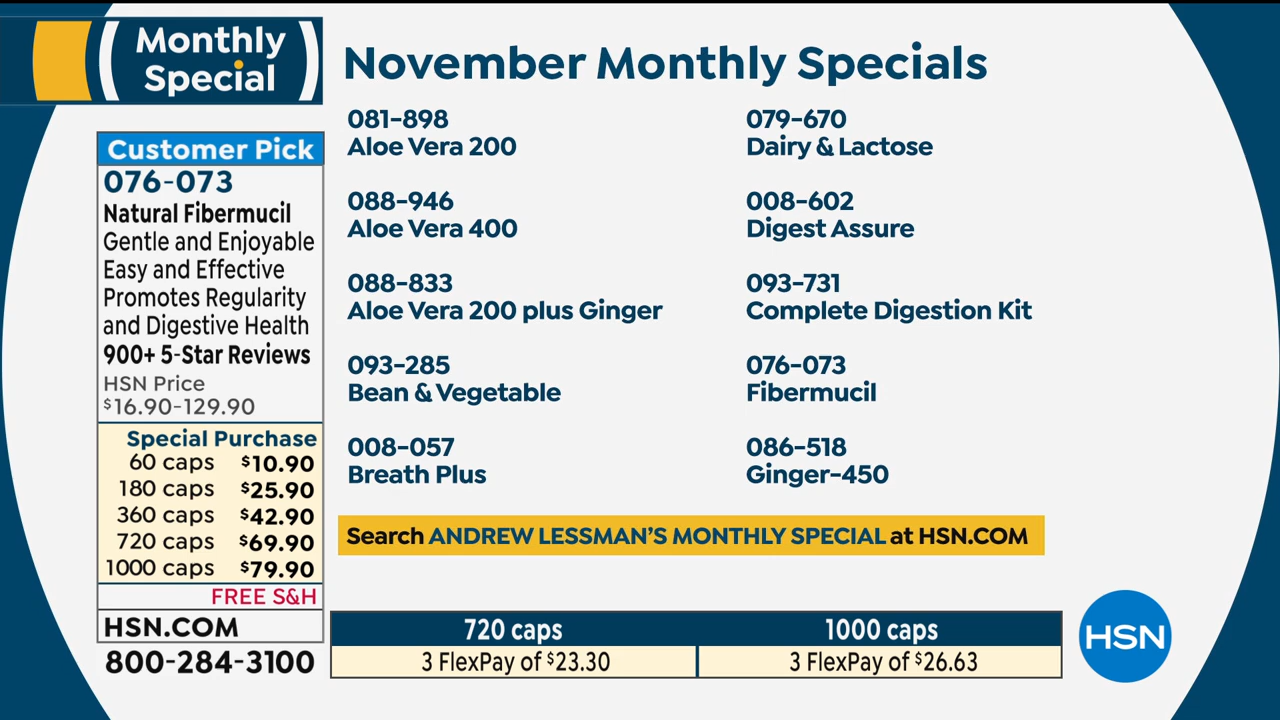 Monthly
Special
November Monthly Specials
Customer Pick
076-073
Natural Fibermucil
Gentle and Enjoyable
Easy and Effective
Promotes Regularity
and Digestive Health
900+ 5-Star Reviews
HSN Price
$16.90-129.90
Special Purchase
60 caps $10.90
180 caps $25.90
360 caps $42.90
720 caps $69.90
1000 caps $79.90
FREE S&H
HSN.COM
800-284-3100
081-898
Aloe Vera 200
088-946
Aloe Vera 400
088-833
Aloe Vera 200 plus Ginger
093-285
Bean & Vegetable
008-057
Breath Plus
079-670
Dairy & Lactose
008-602
Digest Assure
093-731
Complete Digestion Kit
076-073
Fibermucil
086-518
Ginger-450
Search ANDREW LESSMAN'S MONTHLY SPECIAL at HSN.COM
720 caps
3 FlexPay of $23.30
1000 caps
3 FlexPay of $26.63
HSN